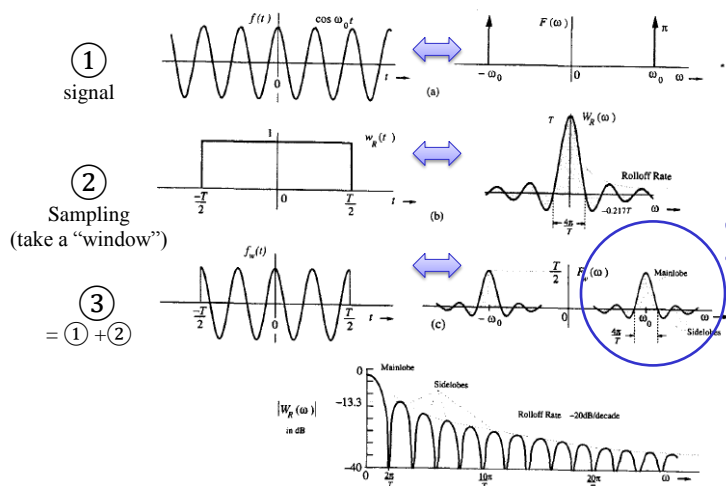 ① signal
f(t) cos ω₀t
0 t
(a)
F(ω) π
-ω₀ 0 ω₀ ω
② Sampling
(take a “window”)
1 w_R(t)
-T/2 0 T/2 t
(b)
T W_R(ω)
Rolloff Rate
-0.217T ω
4π/T
③
= ① + ②
f_w(t)
-T/2 0 T/2 t
(c)
T/2 F_w(ω) Mainlobe
-ω₀ 0 ω₀ ω
4π/T Sidelobes
0 Mainlobe
Sidelobes
|W_R(ω)| -13.3
in dB
Rolloff Rate -20dB/decade
-40
0 2π/T 10π/T 20π/T ω